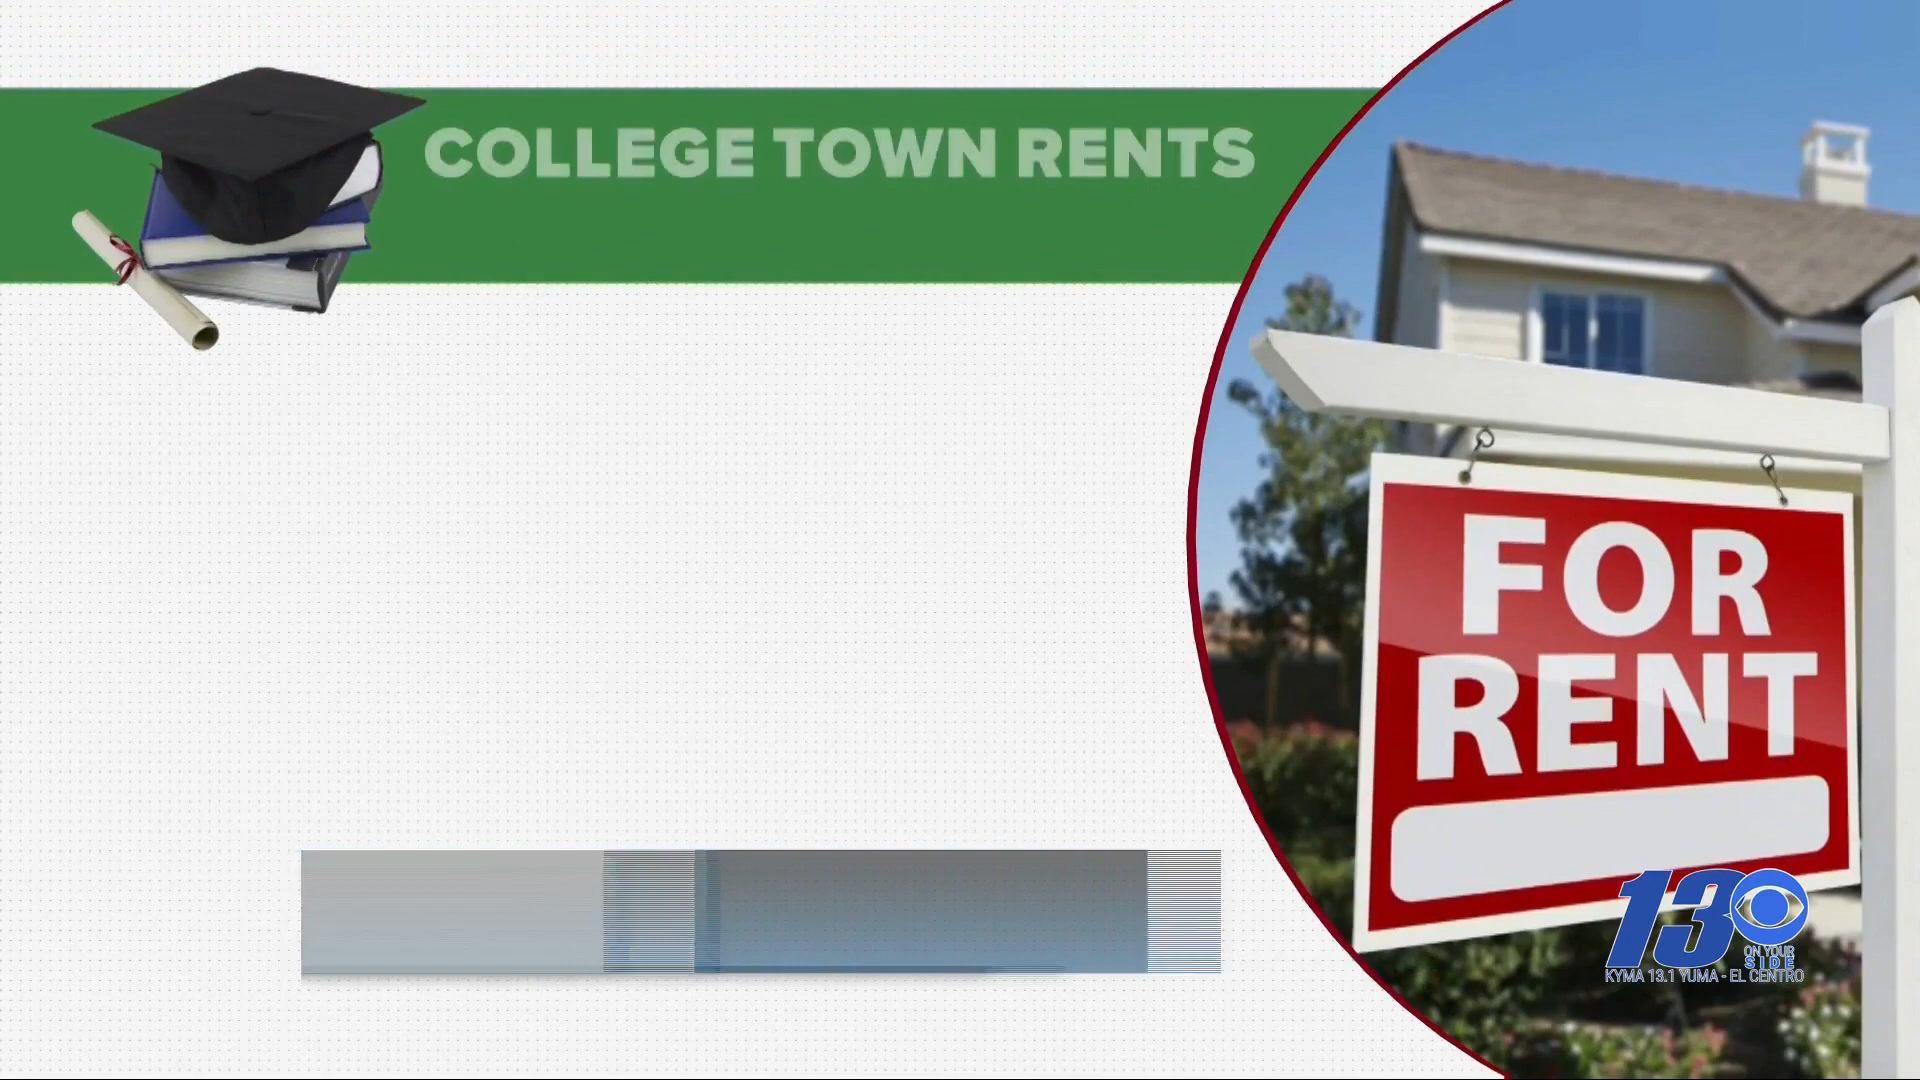 COLLEGE TOWN RENTS
FOR
RENT
13
ON YOUR
SIDE
KYMA 13.1 YUMA - EL CENTRO